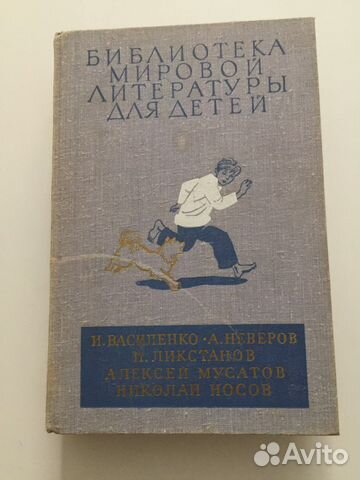 БИБЛИОТЕКА
МИРОВОЙ
ЛИТЕРАТУРЫ
ДЛЯ ДЕТЕЙ
И. ВАСИЛЕНКО · А. НЕВЕРОВ
И. ЛИКСТАНОВ
АЛЕКСЕЙ МУСАТОВ
НИКОЛАЙ НОСОВ
Avito